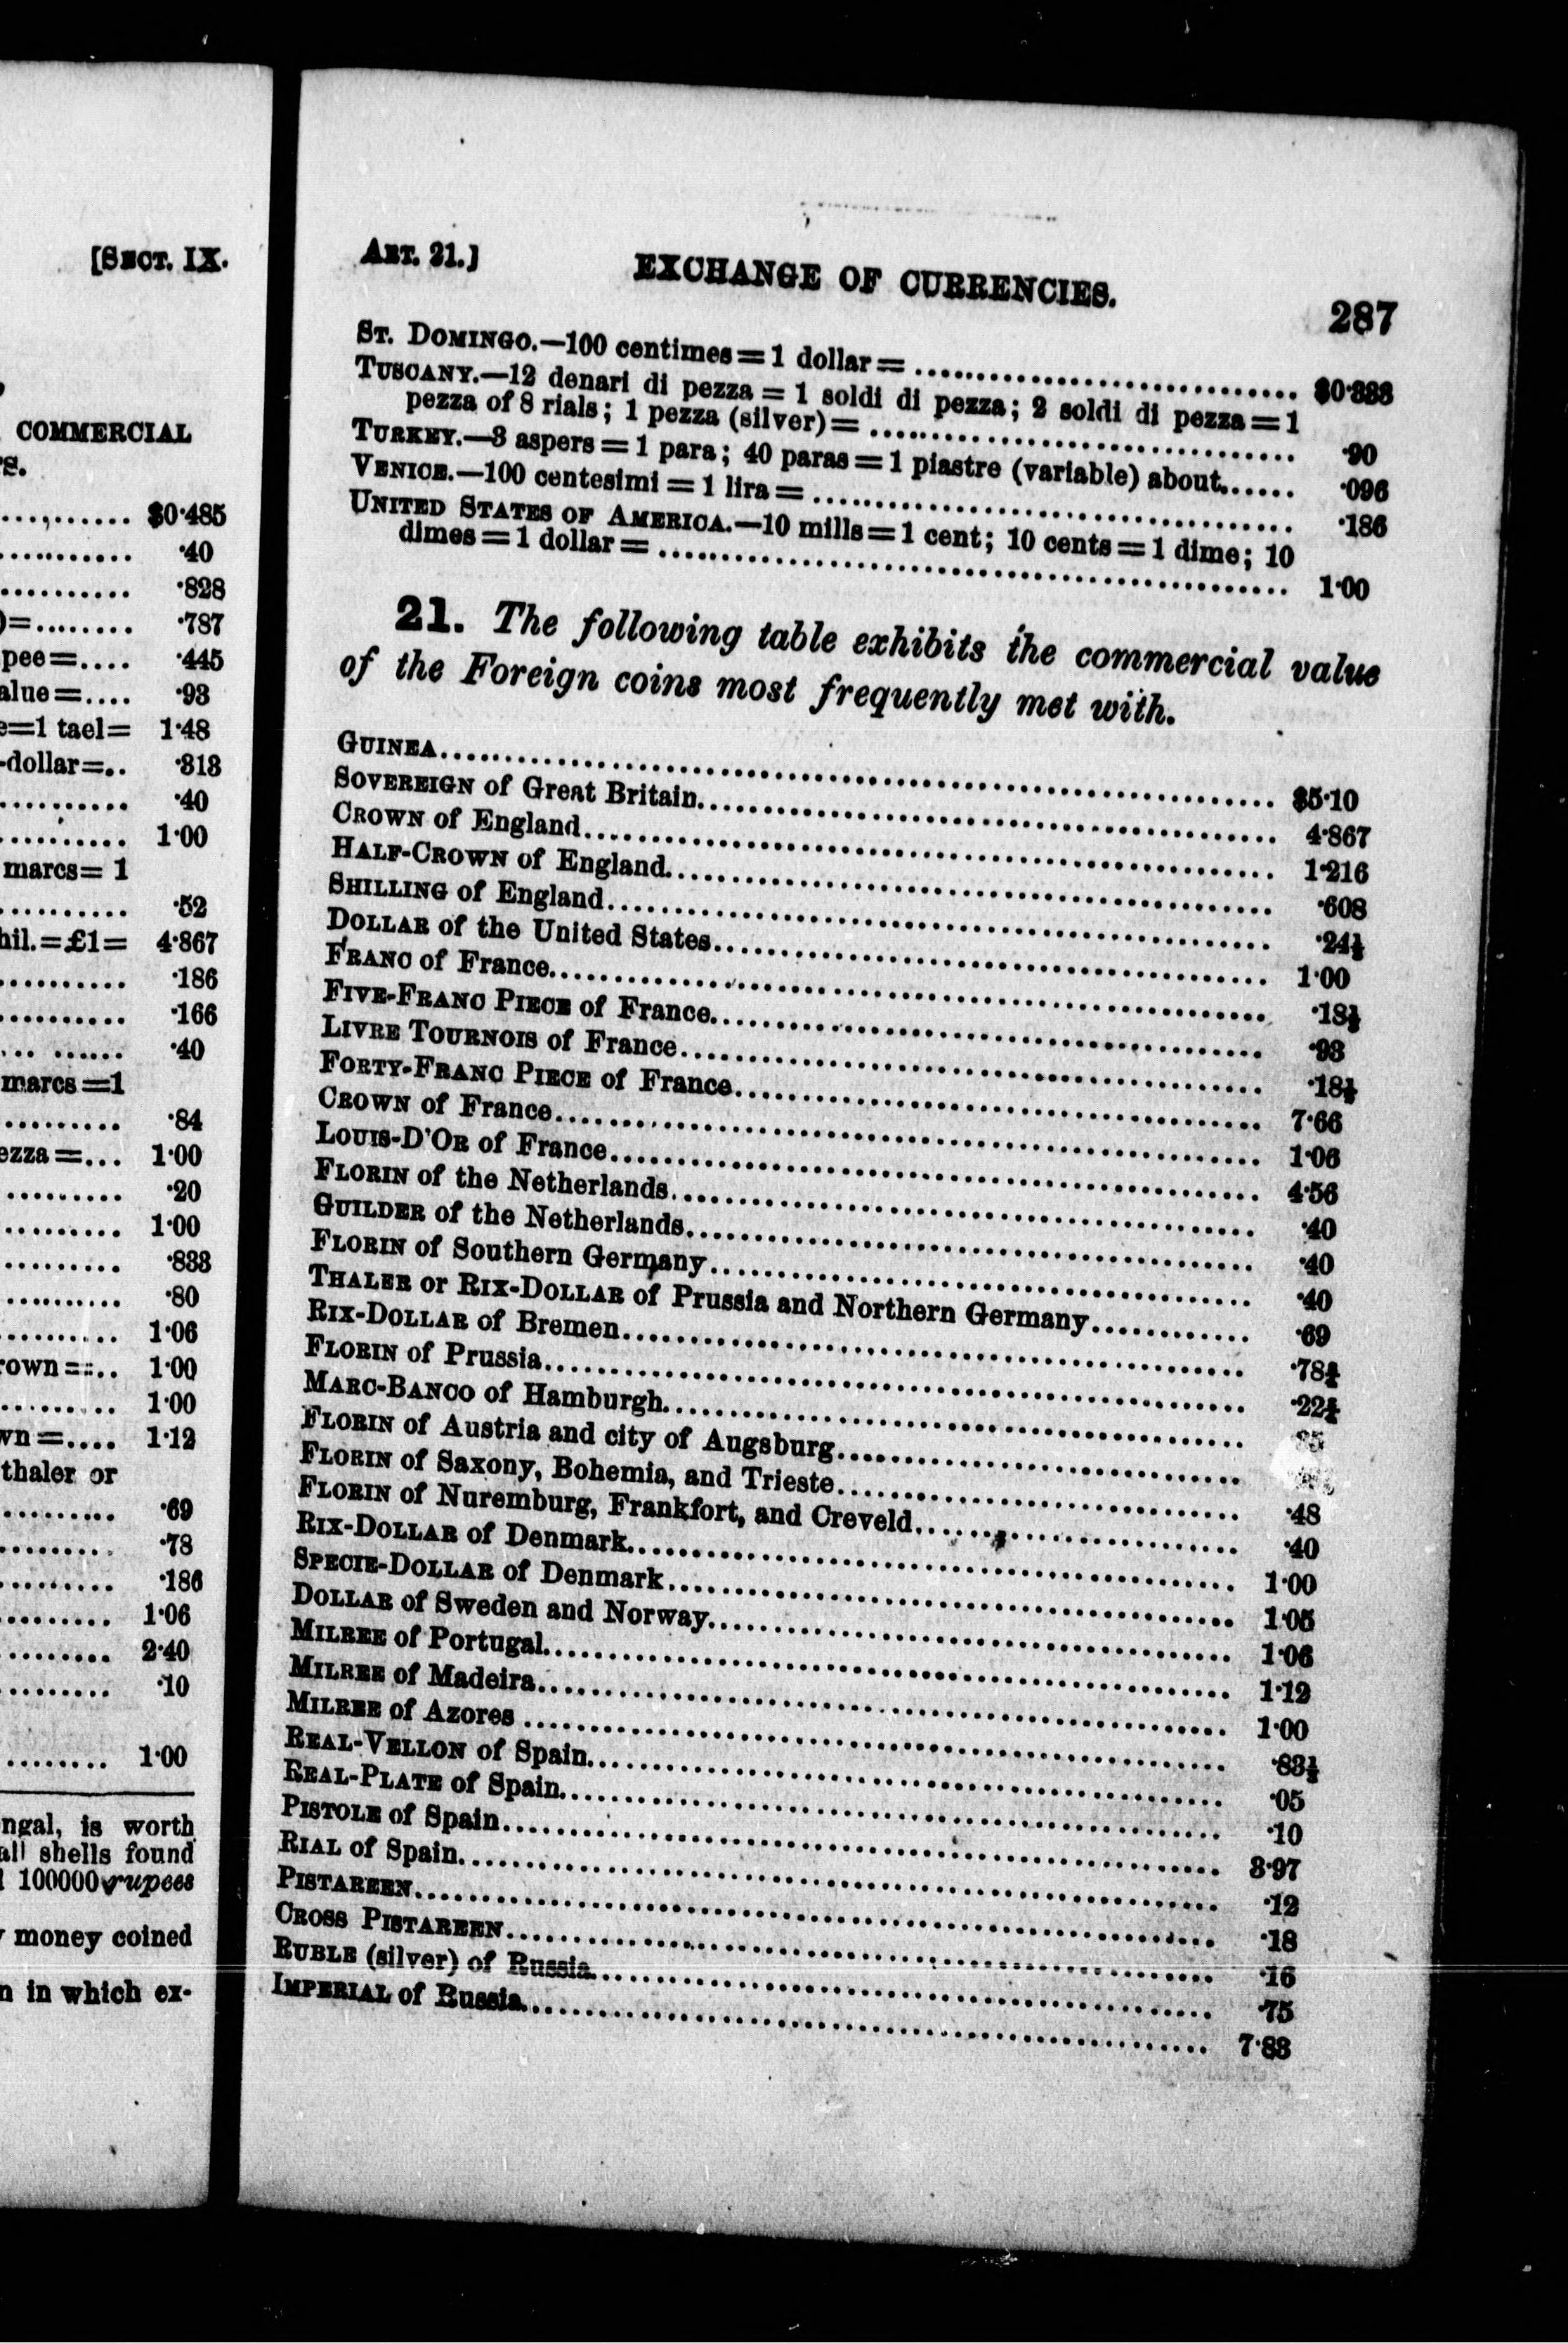 [SECT. IX.
COMMERCIAL
$0·485
·40
·828
)=........ ·787
pee=.... ·445
alue=.... ·93
e=1 tael= 1·48
-dollar=.. ·313
·40
1·00
marcs= 1
·52
hil.=£1= 4·867
·186
·166
·40
marcs=1
·84
ezza=... 1·00
·20
1·00
·833
·80
1·06
rown=:.. 1·00
1·00
wn=.... 1·12
thaler or
·69
·78
·186
1·06
2·40
·10
1·00
ngal, is worth
all shells found
100000 rupees
money coined
n in which ex-
ART. 21.] EXCHANGE OF CURRENCIES. 287
ST. DOMINGO.—100 centimes=1 dollar=........ $0·333
TUSCANY.—12 denari di pezza=1 soldi di pezza; 2 soldi di pezza=1
pezza of 8 rials; 1 pezza (silver)=........ ·90
TURKEY.—3 aspers=1 para; 40 paras=1 piastre (variable) about...... ·096
VENICE.—100 centesimi=1 lira=........ ·186
UNITED STATES OF AMERICA.—10 mills=1 cent; 10 cents=1 dime; 10
dimes=1 dollar=........ 1·00
21. The following table exhibits the commercial value
of the Foreign coins most frequently met with.
GUINEA........ $5·10
SOVEREIGN of Great Britain........ 4·867
CROWN of England........ 1·216
HALF-CROWN of England........ ·608
SHILLING of England........ ·24⅓
DOLLAR of the United States........ 1·00
FRANC of France........ ·18½
FIVE-FRANC PIECE of France........ ·93
LIVRE TOURNOIS of France........ ·18½
FORTY-FRANC PIECE of France........ 7·66
CROWN of France........ 1·06
LOUIS-D'OR of France........ 4·56
FLORIN of the Netherlands........ ·40
GUILDER of the Netherlands........ ·40
FLORIN of Southern Germany........ ·40
THALER or RIX-DOLLAR of Prussia and Northern Germany........ ·69
RIX-DOLLAR of Bremen........ ·78¾
FLORIN of Prussia........ ·22¾
MARC-BANCO of Hamburgh........ ·35
FLORIN of Austria and city of Augsburg........
FLORIN of Saxony, Bohemia, and Trieste........ ·48
FLORIN of Nuremburg, Frankfort, and Creveld........ ·40
RIX-DOLLAR of Denmark........ 1·00
SPECIE-DOLLAR of Denmark........ 1·05
DOLLAR of Sweden and Norway........ 1·06
MILREE of Portugal........ 1·12
MILREE of Madeira........ 1·00
MILREE of Azores........ ·83½
REAL-VELLON of Spain........ ·05
REAL-PLATE of Spain........ ·10
PISTOLE of Spain........ 3·97
RIAL of Spain........ ·12
PISTAREEN........ ·18
CROSS PISTAREEN........ ·16
RUBLE (silver) of Russia........ ·75
IMPERIAL of Russia........ 7·83